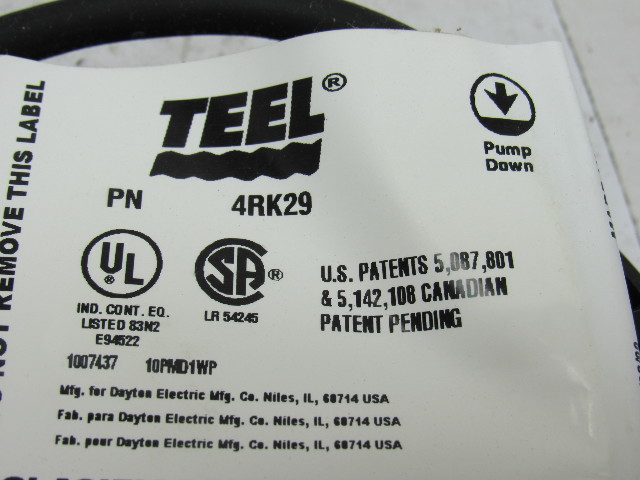 TEEL®
Pump
Down
PN 4RK29
UL®
SA®
IND. CONT. EQ.
LISTED 83N2
E94522
LR 54245
U.S. PATENTS 5,087,801
& 5,142,108 CANADIAN
PATENT PENDING
1007437 10PMD1WP
Mfg. for Dayton Electric Mfg. Co. Niles, IL, 60714 USA
Fab. para Dayton Electric Mfg. Co. Niles, IL, 60714 USA
Fab. pour Dayton Electric Mfg. Co. Niles, IL, 60714 USA
NOT REMOVE THIS LABEL